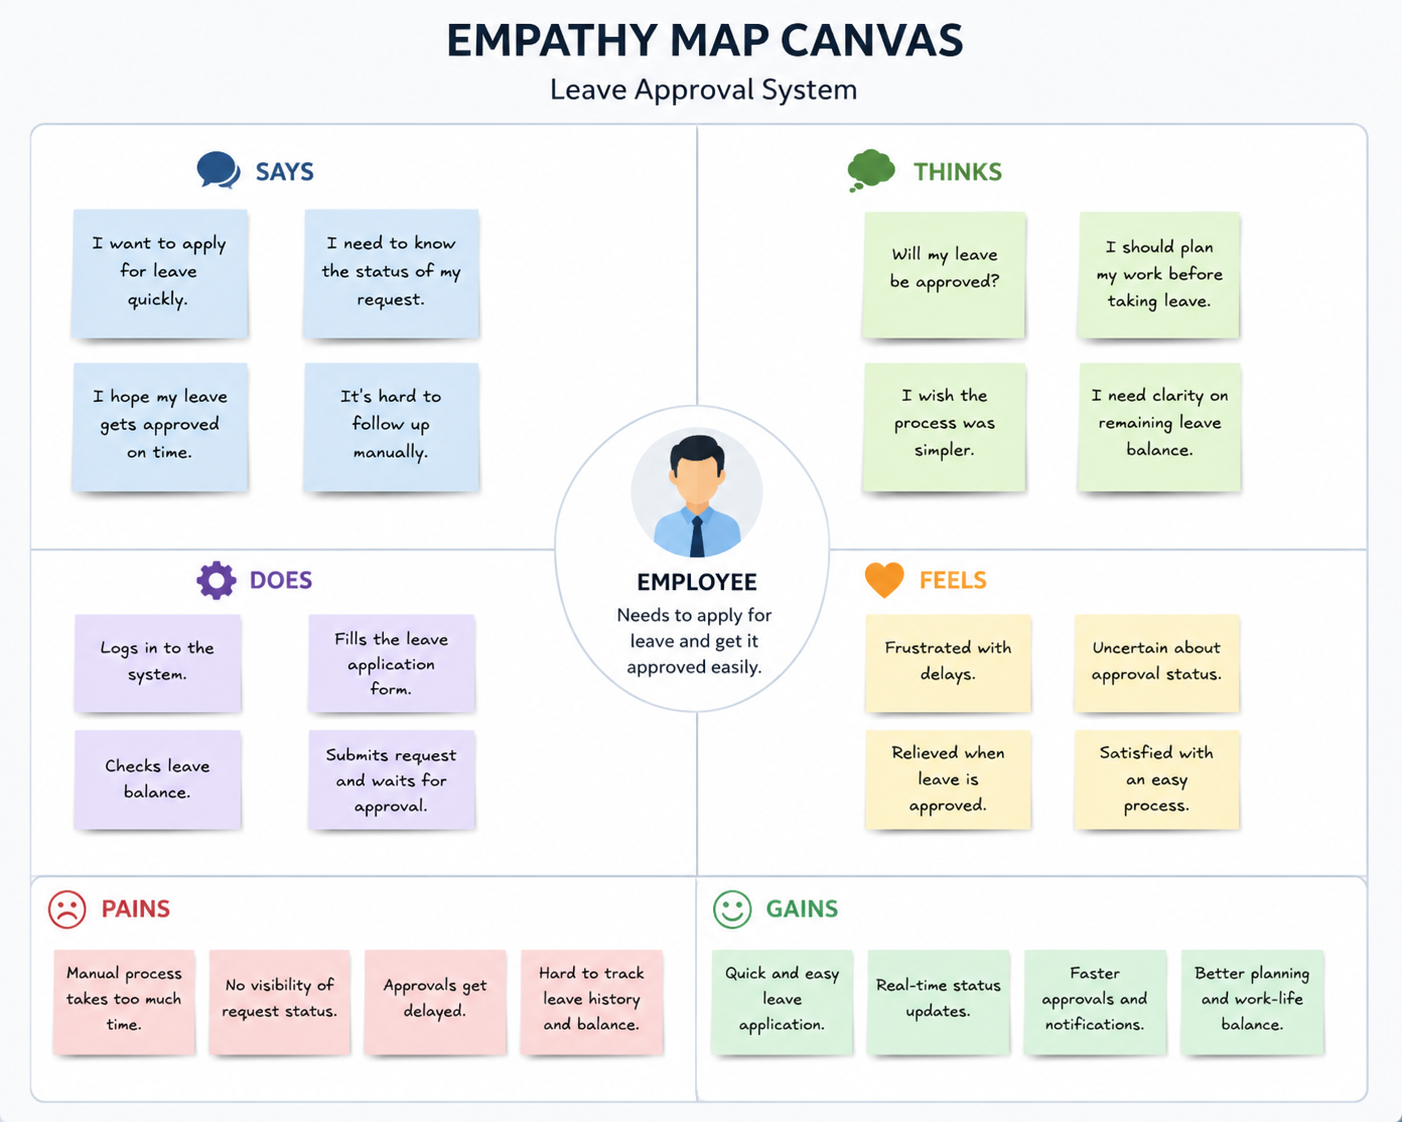 EMPATHY MAP CANVAS
Leave Approval System
SAYS
I want to apply
for leave
quickly.
I need to know
the status of my
request.
I hope my leave
gets approved
on time.
It's hard to
follow up
manually.
THINKS
Will my leave
be approved?
I should plan
my work before
taking leave.
I wish the
process was
simpler.
I need clarity on
remaining leave
balance.
EMPLOYEE
Needs to apply for
leave and get it
approved easily.
DOES
Logs in to the
system.
Fills the leave
application
form.
Checks leave
balance.
Submits request
and waits for
approval.
FEELS
Frustrated with
delays.
Uncertain about
approval status.
Relieved when
leave is
approved.
Satisfied with
an easy
process.
PAINS
Manual process
takes too much
time.
No visibility of
request status.
Approvals get
delayed.
Hard to track
leave history
and balance.
GAINS
Quick and easy
leave
application.
Real-time status
updates.
Faster
approvals and
notifications.
Better planning
and work-life
balance.